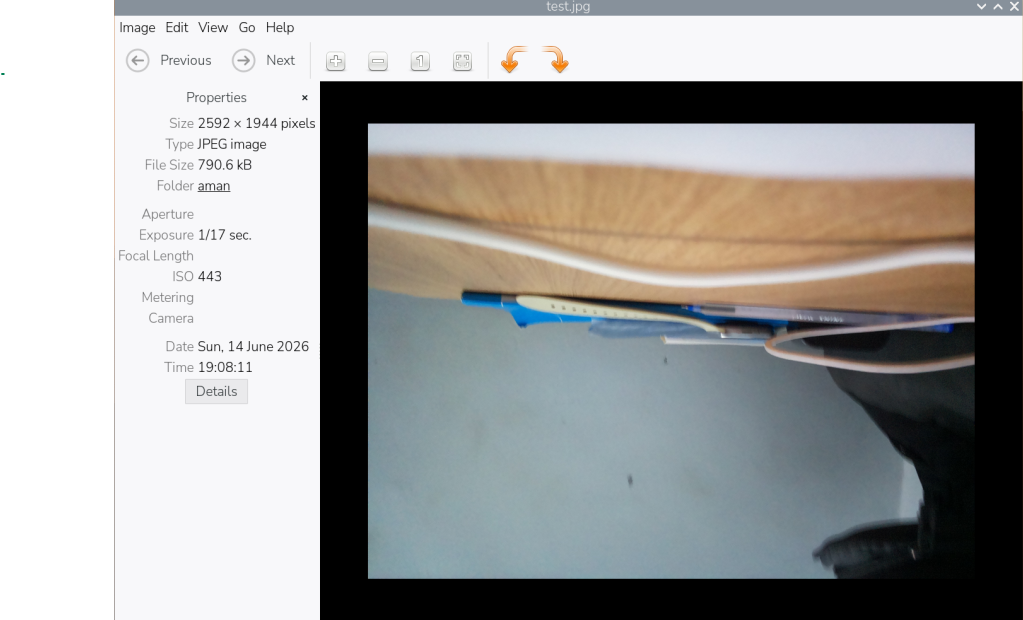 test.jpg
Image Edit View Go Help
Previous Next
Properties
Size 2592 × 1944 pixels
Type JPEG image
File Size 790.6 kB
Folder aman
Aperture
Exposure 1/17 sec.
Focal Length
ISO 443
Metering
Camera
Date Sun, 14 June 2026
Time 19:08:11
Details